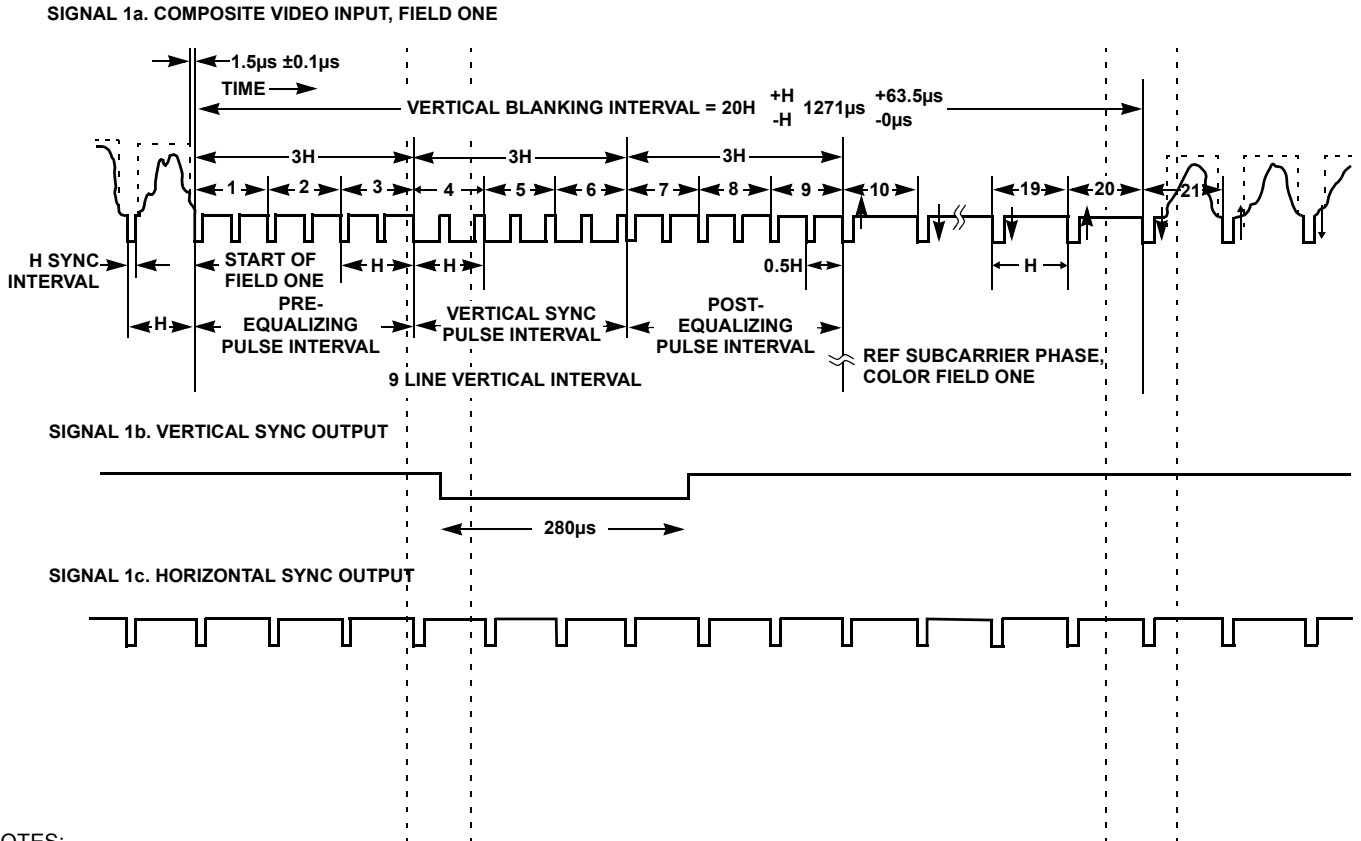 SIGNAL 1a. COMPOSITE VIDEO INPUT, FIELD ONE
1.5µs ±0.1µs
TIME
VERTICAL BLANKING INTERVAL = 20H +H -H 1271µs +63.5µs -0µs
3H 3H 3H
1 2 3 4 5 6 7 8 9 10 19 20 21
H SYNC
INTERVAL
START OF
FIELD ONE
H H 0.5H H
H
PRE-
EQUALIZING
PULSE INTERVAL
VERTICAL SYNC
PULSE INTERVAL
POST-
EQUALIZING
PULSE INTERVAL
REF SUBCARRIER PHASE,
COLOR FIELD ONE
9 LINE VERTICAL INTERVAL
SIGNAL 1b. VERTICAL SYNC OUTPUT
280µs
SIGNAL 1c. HORIZONTAL SYNC OUTPUT
OTES: